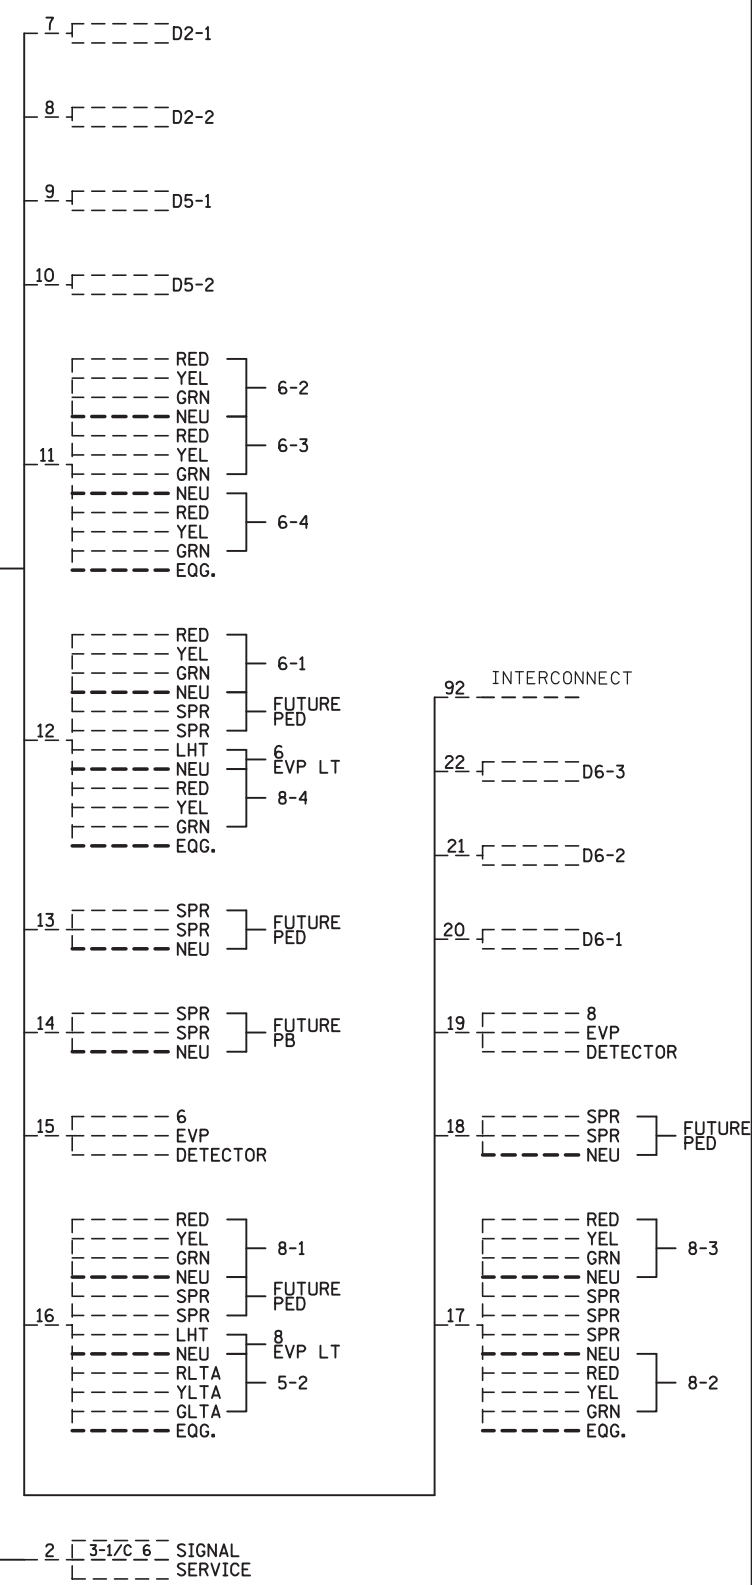 7
D2-1
8
D2-2
9
D5-1
10
D5-2
11
RED
YEL
GRN
NEU
RED
YEL
GRN
NEU
RED
YEL
GRN
EQG.
6-2
6-3
6-4
12
RED
YEL
GRN
NEU
SPR
SPR
LHT
NEU
RED
YEL
GRN
EQG.
6-1
FUTURE
PED
6
EVP LT
8-4
13
SPR
SPR
NEU
FUTURE
PED
14
SPR
SPR
NEU
FUTURE
PB
15
6
EVP
DETECTOR
16
RED
YEL
GRN
NEU
SPR
SPR
LHT
NEU
RLTA
YLTA
GLTA
EQG.
8-1
FUTURE
PED
8
EVP LT
5-2
92
INTERCONNECT
22
D6-3
21
D6-2
20
D6-1
19
8
EVP
DETECTOR
18
SPR
SPR
NEU
FUTURE
PED
17
RED
YEL
GRN
NEU
SPR
SPR
SPR
NEU
RED
YEL
GRN
EQG.
8-3
8-2
2
3-1/C 6
SIGNAL
SERVICE